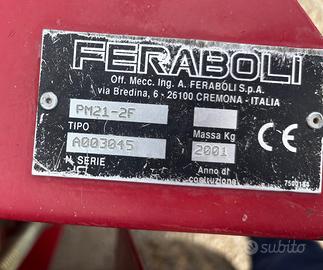 FERABOLI
Off. Mecc. Ing. A. FERABOLI S.p.A.
via Bredina, 6 - 26100 CREMONA - ITALIA
PM21-2F
TIPO
Massa Kg
A003045
2001
N. SERIE
Anno di
costruzione
CE
subito